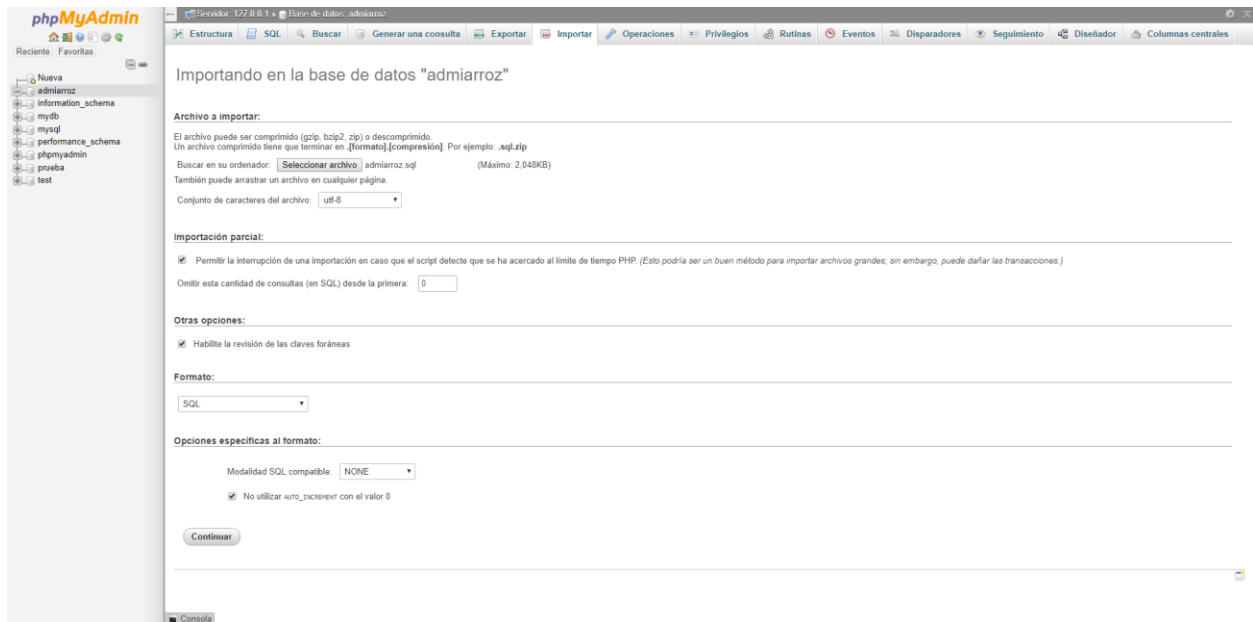 phpMyAdmin
Reciente Favoritas
Nueva
admiarroz
information_schema
mydb
mysql
performance_schema
phpmyadmin
prueba
test
Servidor: 127.0.0.1 » Base de datos: admiarroz
Estructura SQL Buscar Generar una consulta Exportar Importar Operaciones Privilegios Rutinas Eventos Disparadores Seguimiento Diseñador Columnas centrales
Importando en la base de datos "admiarroz"
Archivo a importar:
El archivo puede ser comprimido (gzip, bzip2, zip) o descomprimido.
Un archivo comprimido tiene que terminar en .[formato].[compresión]. Por ejemplo: .sql.zip
Buscar en su ordenador: Seleccionar archivo admiarroz.sql (Máximo: 2,048KB)
También puede arrastrar un archivo en cualquier página.
Conjunto de caracteres del archivo: utf-8
Importación parcial:
Permitir la interrupción de una importación en caso que el script detecte que se ha acercado al límite de tiempo PHP. (Esto podría ser un buen método para importar archivos grandes; sin embargo, puede dañar las transacciones.)
Omitir esta cantidad de consultas (en SQL) desde la primera: 0
Otras opciones:
Habilite la revisión de las claves foráneas
Formato:
SQL
Opciones específicas al formato:
Modalidad SQL compatible: NONE
No utilizar AUTO_INCREMENT con el valor 0
Continuar
Consola